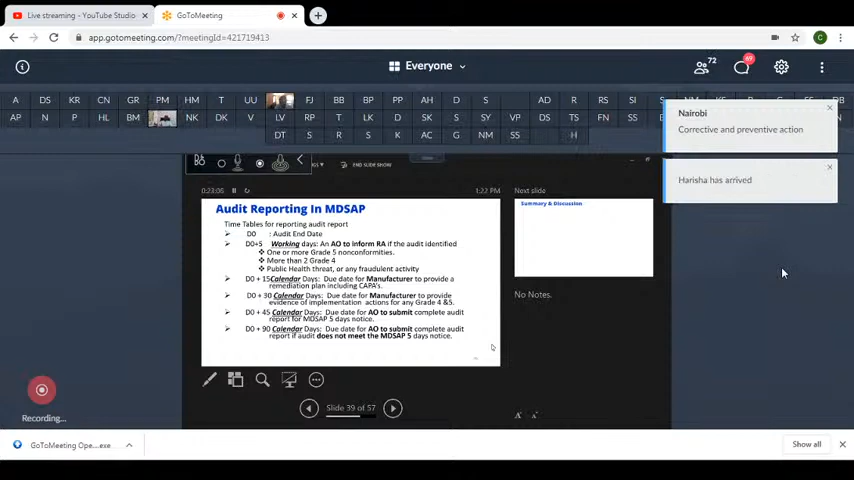 Live streaming - YouTube Studio
GoToMeeting
app.gotomeeting.com/?meetingId=421719413
C
Everyone
72
69
A DS KR CN GR PM HM T UU FJ BB BP PP AH D S AD R RS SI S
AP N P HL BM NK DK V LV RP T LK D SK S SY VP DS TS FN SS
DT S R S K AC G NM SS H
Nairobi
Corrective and preventive action
Harisha has arrived
END SLIDE SHOW
0:23:08
1:22 PM
Next slide
Audit Reporting In MDSAP
Time Tables for reporting audit report
D0 : Audit End Date
D0+5 Working days: An AO to Inform RA if the audit identified
One or more Grade 5 nonconformities.
More than 2 Grade 4
Public Health threat, or any fraudulent activity
D0 + 15 Calendar Days: Due date for Manufacturer to provide a
remediation plan including CAPA's.
D0 + 30 Calendar Days: Due date for Manufacturer to provide
evidence of implementation actions for any Grade 4 &5.
D0 + 45 Calendar Days: Due date for AO to submit complete audit
report for MDSAP 5 days notice.
D0 + 90 Calendar Days: Due date for AO to submit complete audit
report if audit does not meet the MDSAP 5 days notice.
Summary & Discussion
No Notes.
Slide 39 of 57
A A
Recording...
GoToMeeting Ope....exe
Show all